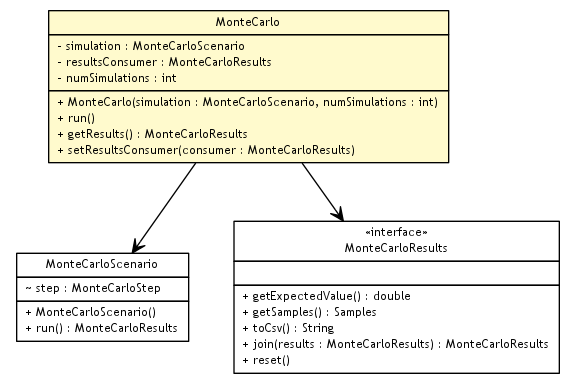 MonteCarlo
- simulation : MonteCarloScenario
- resultsConsumer : MonteCarloResults
- numSimulations : int
+ MonteCarlo(simulation : MonteCarloScenario, numSimulations : int)
+ run()
+ getResults() : MonteCarloResults
+ setResultsConsumer(consumer : MonteCarloResults)
MonteCarloScenario
~ step : MonteCarloStep
+ MonteCarloScenario()
+ run() : MonteCarloResults
«interface»
MonteCarloResults
+ getExpectedValue() : double
+ getSamples() : Samples
+ toCsv() : String
+ join(results : MonteCarloResults) : MonteCarloResults
+ reset()